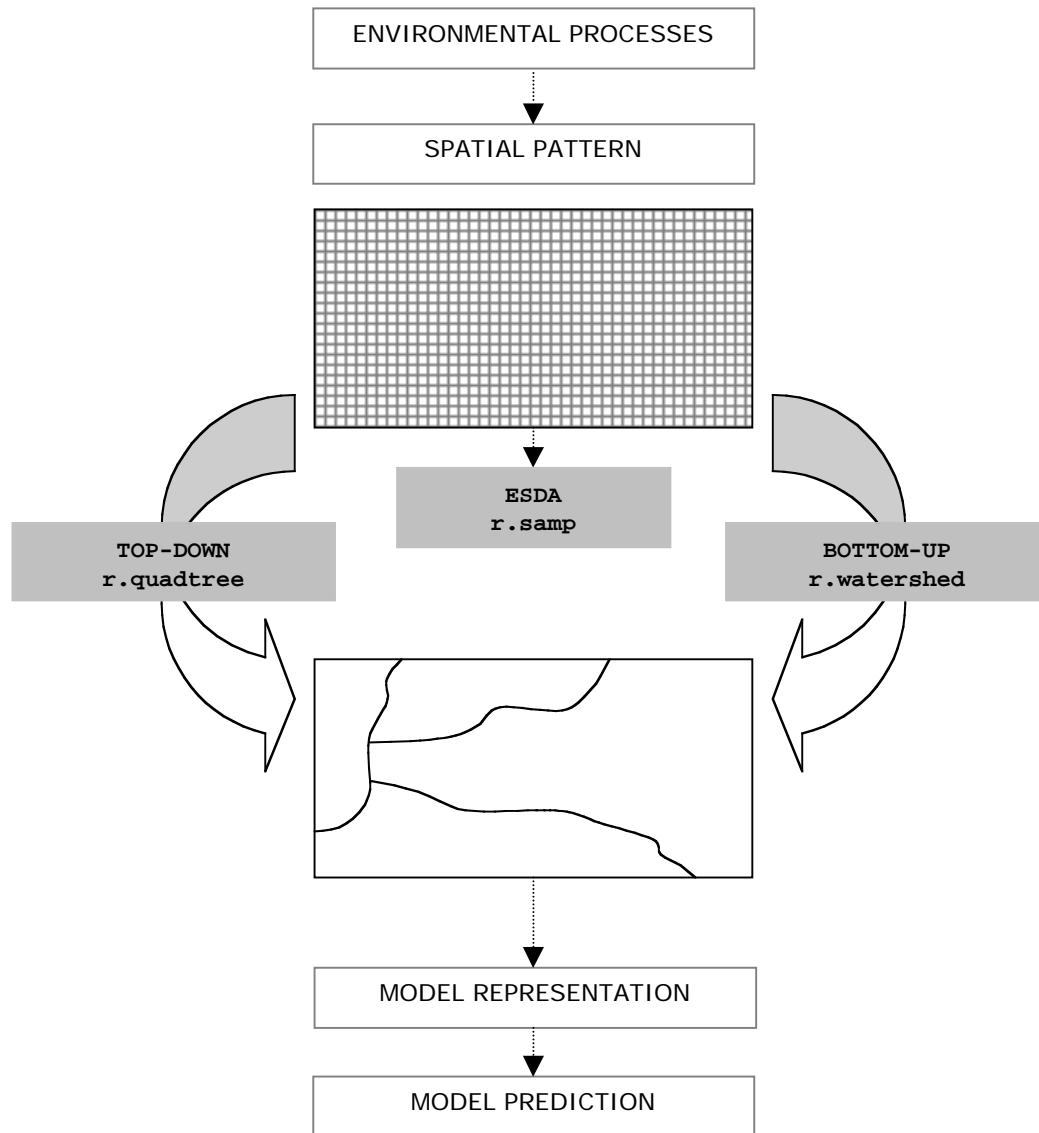 ENVIRONMENTAL PROCESSES
SPATIAL PATTERN
ESDA
r.samp
TOP-DOWN
r.quadtree
BOTTOM-UP
r.watershed
MODEL REPRESENTATION
MODEL PREDICTION